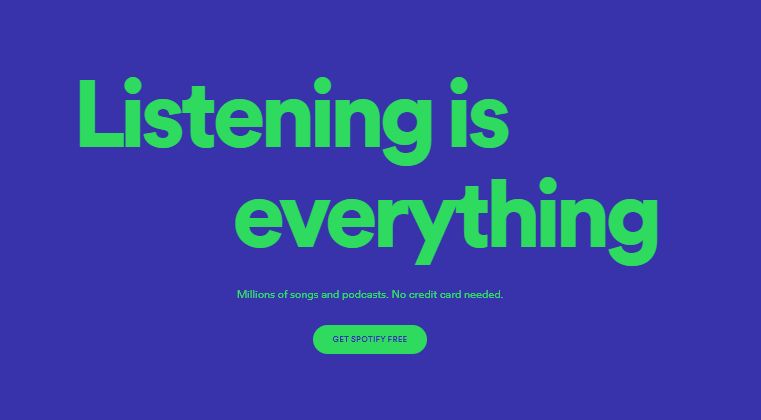 Listening is
everything
Millions of songs and podcasts. No credit card needed.
GET SPOTIFY FREE